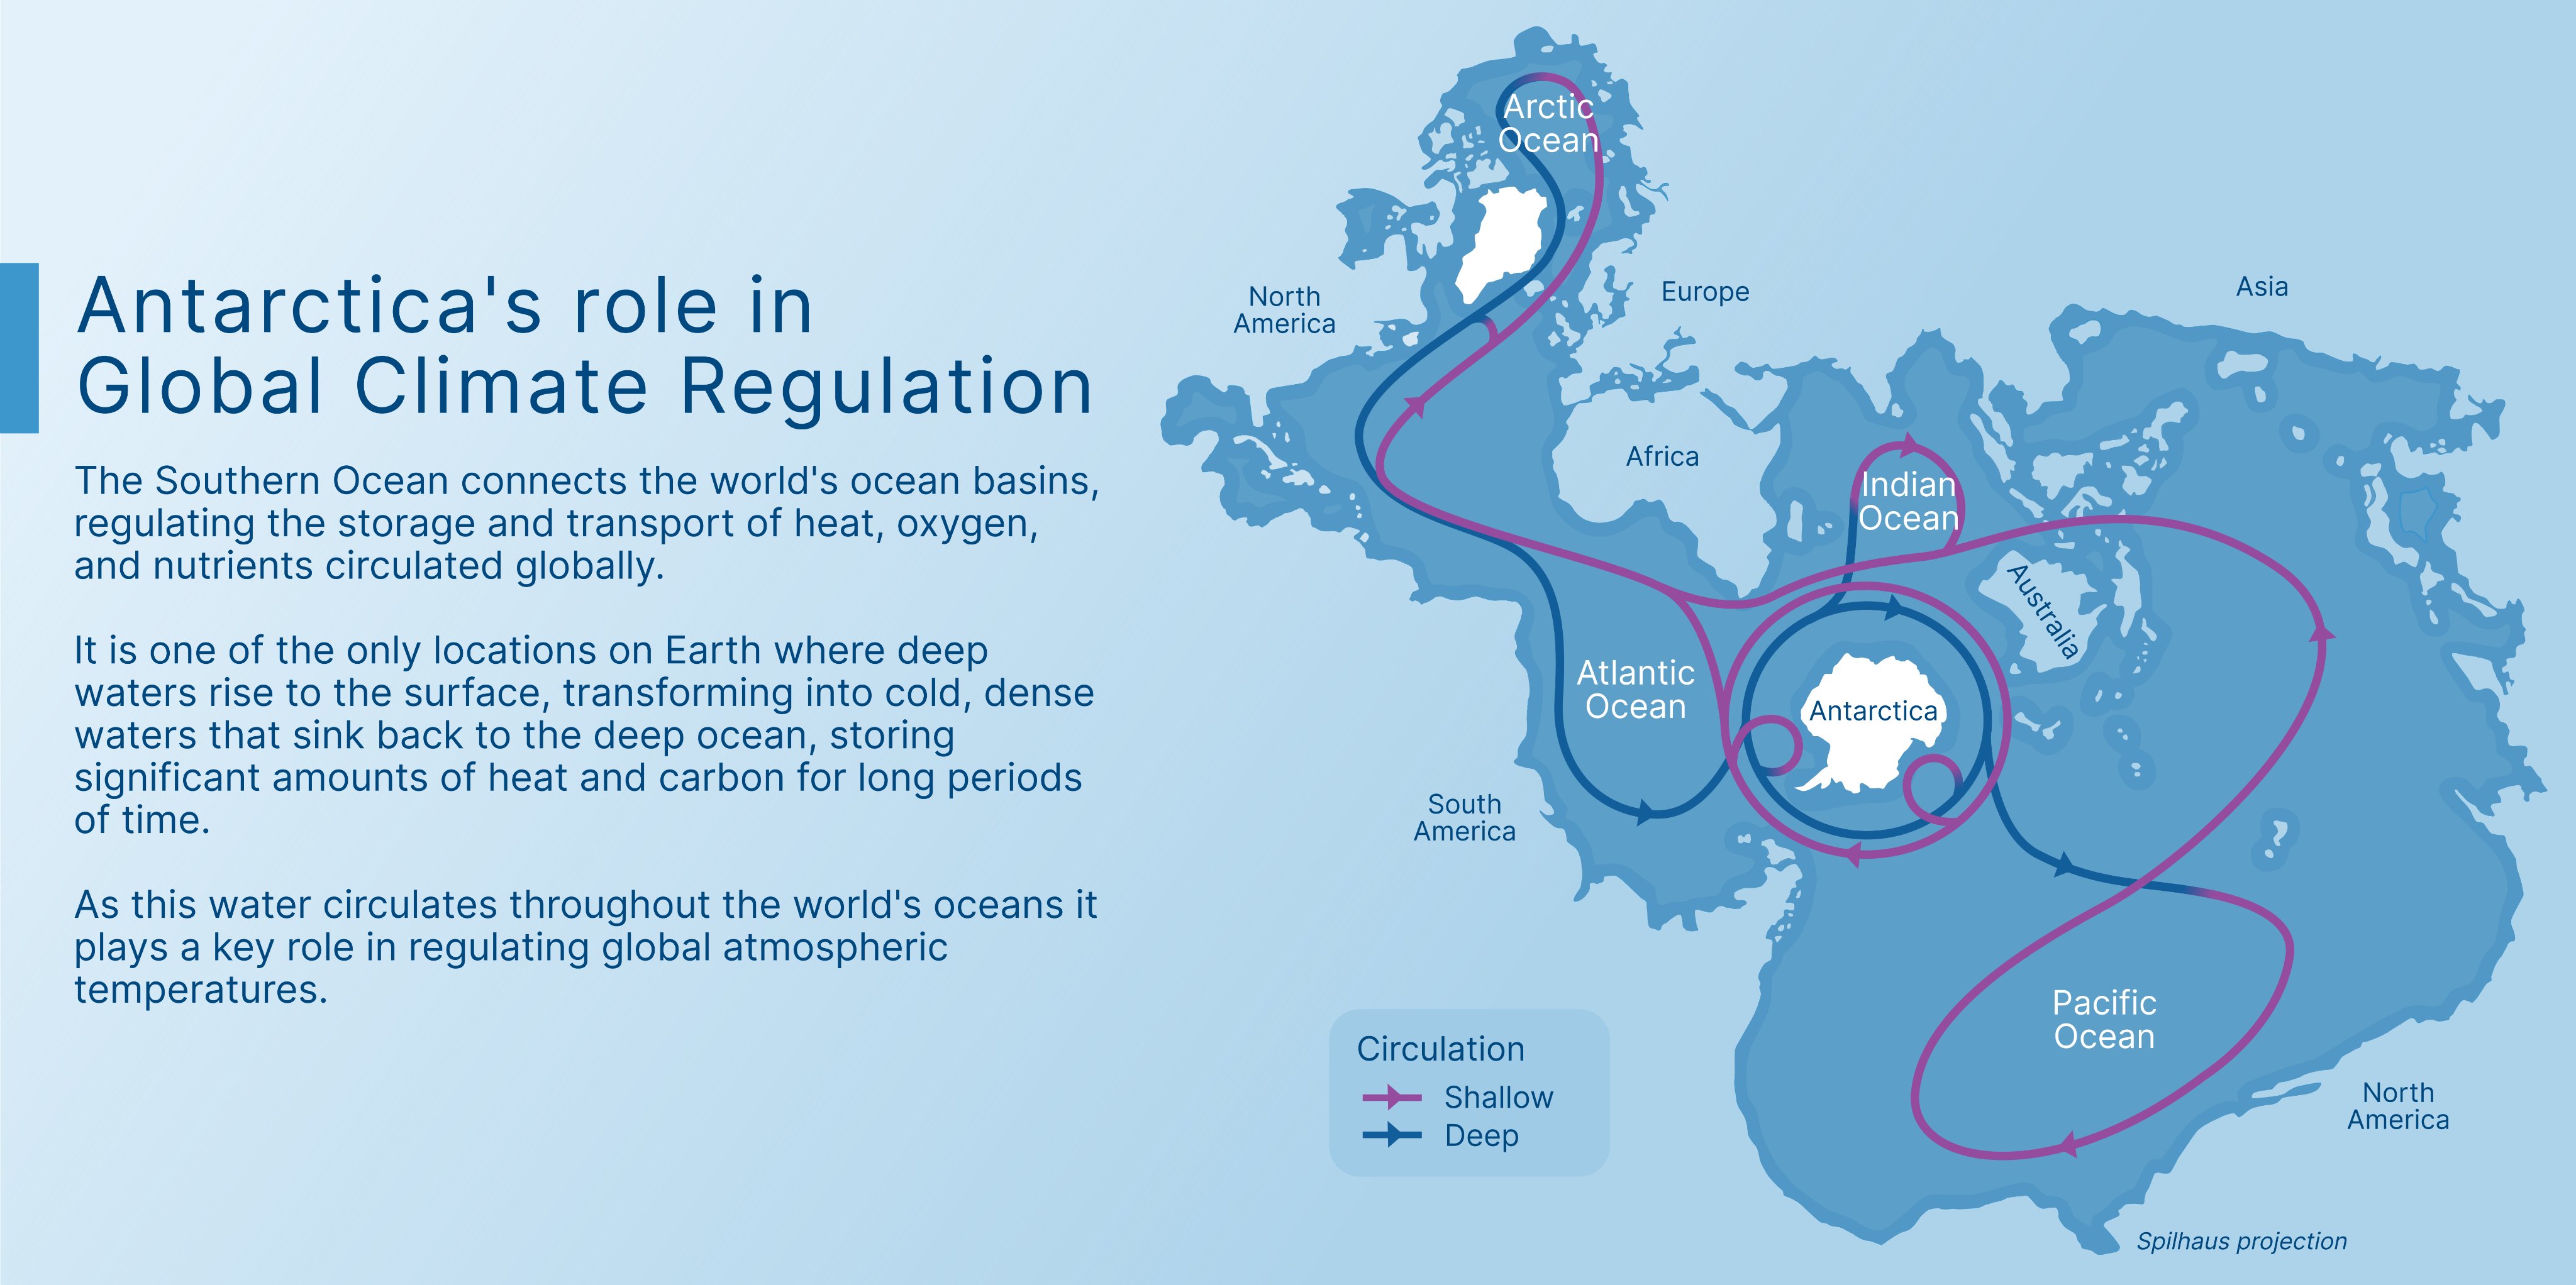 Antarctica's role in
Global Climate Regulation
The Southern Ocean connects the world's ocean basins,
regulating the storage and transport of heat, oxygen,
and nutrients circulated globally.
It is one of the only locations on Earth where deep
waters rise to the surface, transforming into cold, dense
waters that sink back to the deep ocean, storing
significant amounts of heat and carbon for long periods
of time.
As this water circulates throughout the world's oceans it
plays a key role in regulating global atmospheric
temperatures.
Arctic
Ocean
North
America
Europe
Asia
Africa
Indian
Ocean
Australia
Atlantic
Ocean
Antarctica
South
America
Pacific
Ocean
North
America
Circulation
Shallow
Deep
Spilhaus projection